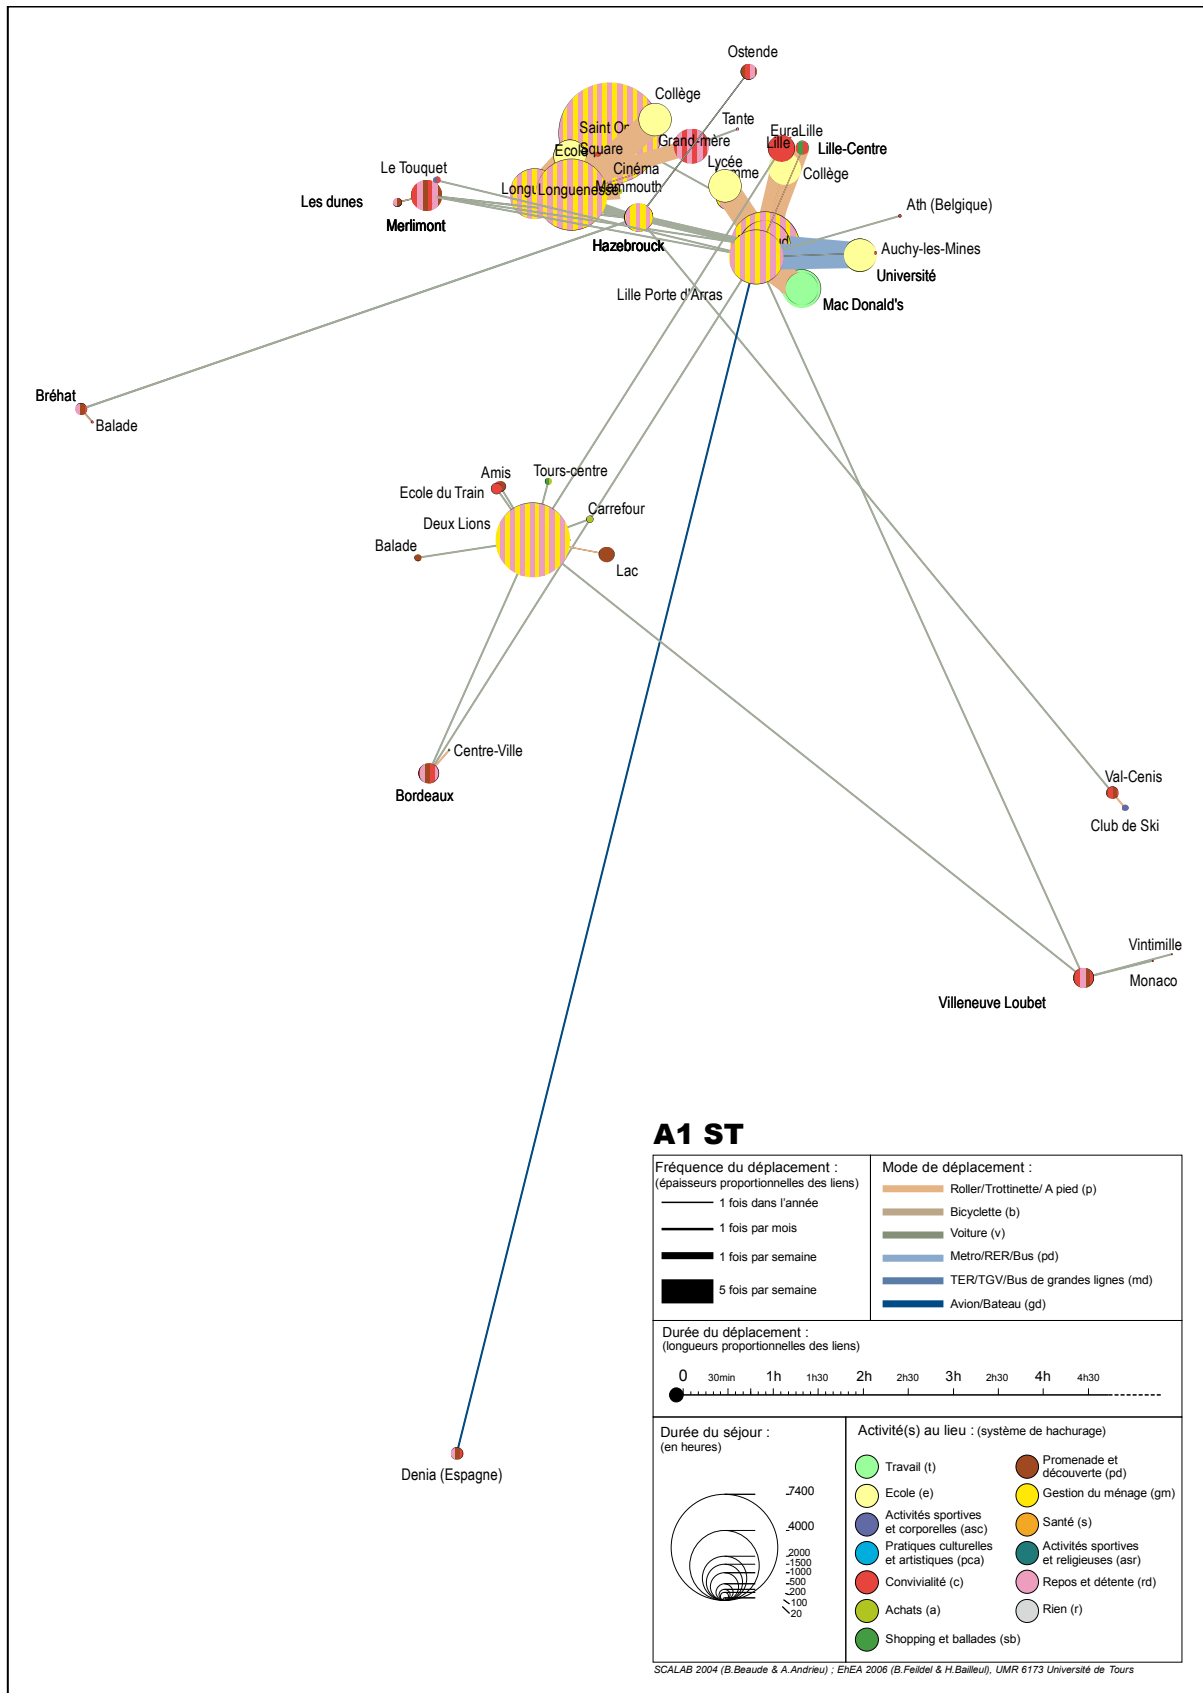 Ostende
Collège
Tante
Saint O
EuraLille
Lille
Lille-Centre
Square
Grand-mère
Ecole
Cinéma
Lycée
Collège
Le Touquet
Mammouth
Longuenesse
Les dunes
Merlimont
Ath (Belgique)
Hazebrouck
Auchy-les-Mines
Université
Lille Porte d'Arras
Mac Donald's
Bréhat
Balade
Amis
Tours-centre
Ecole du Train
Carrefour
Deux Lions
Balade
Lac
Centre-Ville
Bordeaux
Val-Cenis
Club de Ski
Vintimille
Monaco
Villeneuve Loubet
Denia (Espagne)
A1 ST
Fréquence du déplacement :
(épaisseurs proportionnelles des liens)
1 fois dans l'année
1 fois par mois
1 fois par semaine
5 fois par semaine
Mode de déplacement :
Roller/Trottinette/ A pied (p)
Bicyclette (b)
Voiture (v)
Metro/RER/Bus (pd)
TER/TGV/Bus de grandes lignes (md)
Avion/Bateau (gd)
Durée du déplacement :
(longueurs proportionnelles des liens)
0 30min 1h 1h30 2h 2h30 3h 2h30 4h 4h30
Durée du séjour :
(en heures)
7400
4000
2000
1500
1000
500
200
100
20
Activité(s) au lieu : (système de hachurage)
Travail (t)
Ecole (e)
Activités sportives
et corporelles (asc)
Pratiques culturelles
et artistiques (pca)
Convivialité (c)
Achats (a)
Shopping et ballades (sb)
Promenade et
découverte (pd)
Gestion du ménage (gm)
Santé (s)
Activités sportives
et religieuses (asr)
Repos et détente (rd)
Rien (r)
SCALAB 2004 (B.Beaude & A.Andrieu) ; EhEA 2006 (B.Feildel & H.Bailleul), UMR 6173 Université de Tours